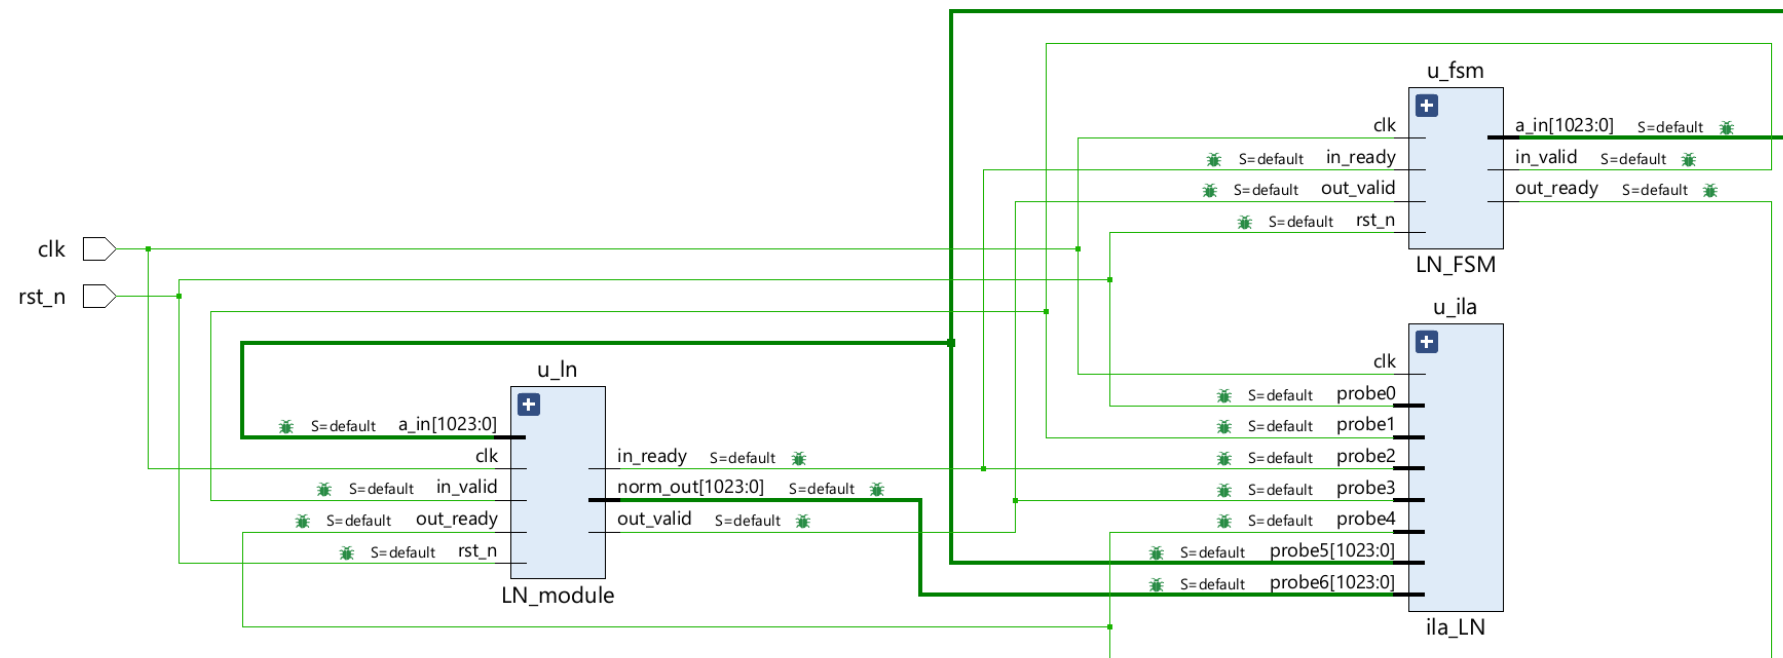 u_fsm
clk
a_in[1023:0] S=default
S=default in_ready
in_valid S=default
S=default out_valid
out_ready S=default
S=default rst_n
LN_FSM
clk
rst_n
u_ila
clk
S=default probe0
S=default probe1
S=default probe2
S=default probe3
S=default probe4
S=default probe5[1023:0]
S=default probe6[1023:0]
ila_LN
u_ln
S=default a_in[1023:0]
clk
in_ready S=default
S=default in_valid
norm_out[1023:0] S=default
S=default out_ready
out_valid S=default
S=default rst_n
LN_module